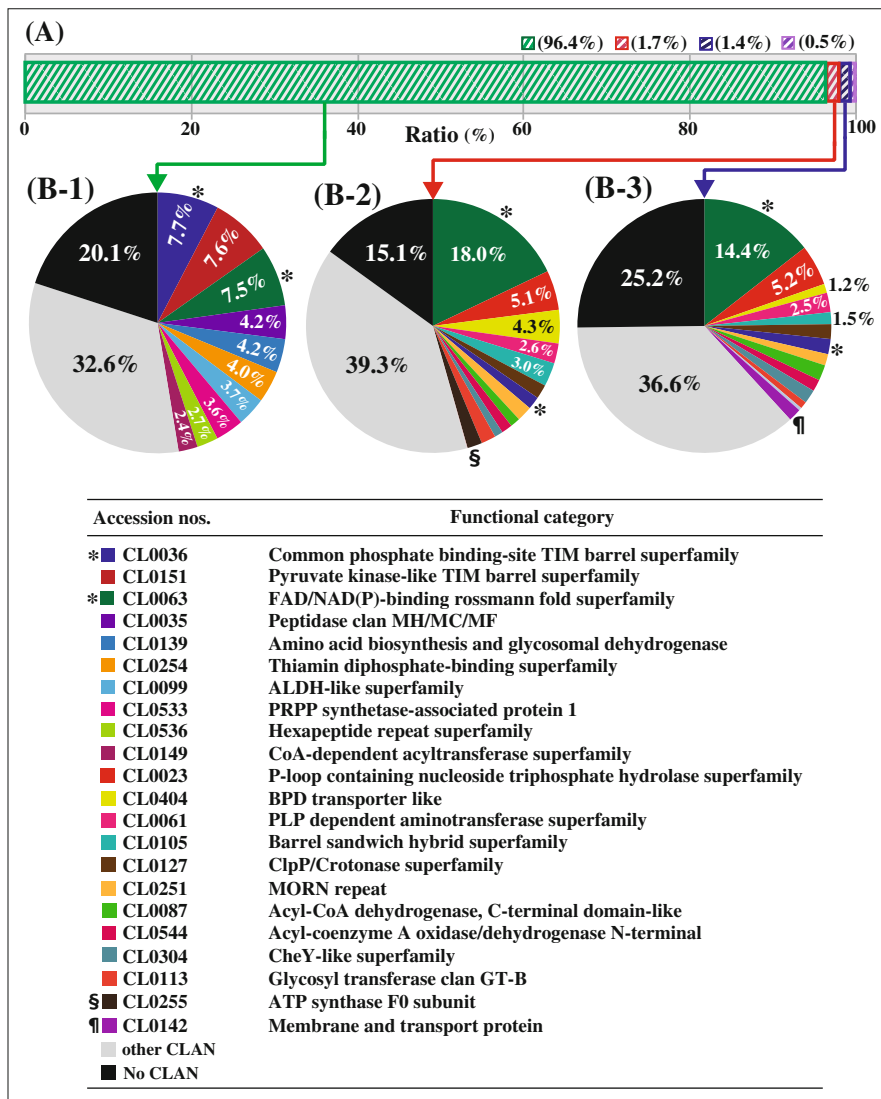 (A)
(96.4%) (1.7%) (1.4%) (0.5%)
0 20 40 60 80 100
Ratio (%)
(B-1)
*
7.7%
7.6%
*
7.5%
4.2%
4.2%
4.0%
3.7%
3.6%
2.7%
2.4%
32.6%
20.1%
(B-2)
*
18.0%
5.1%
4.3%
2.6%
3.0%
*
§
39.3%
15.1%
(B-3)
*
14.4%
5.2%
1.2%
2.5%
1.5%
*
¶
36.6%
25.2%
Accession nos. Functional category
* CL0036 Common phosphate binding-site TIM barrel superfamily
CL0151 Pyruvate kinase-like TIM barrel superfamily
* CL0063 FAD/NAD(P)-binding rossmann fold superfamily
CL0035 Peptidase clan MH/MC/MF
CL0139 Amino acid biosynthesis and glycosomal dehydrogenase
CL0254 Thiamin diphosphate-binding superfamily
CL0099 ALDH-like superfamily
CL0533 PRPP synthetase-associated protein 1
CL0536 Hexapeptide repeat superfamily
CL0149 CoA-dependent acyltransferase superfamily
CL0023 P-loop containing nucleoside triphosphate hydrolase superfamily
CL0404 BPD transporter like
CL0061 PLP dependent aminotransferase superfamily
CL0105 Barrel sandwich hybrid superfamily
CL0127 ClpP/Crotonase superfamily
CL0251 MORN repeat
CL0087 Acyl-CoA dehydrogenase, C-terminal domain-like
CL0544 Acyl-coenzyme A oxidase/dehydrogenase N-terminal
CL0304 CheY-like superfamily
CL0113 Glycosyl transferase clan GT-B
§ CL0255 ATP synthase F0 subunit
¶ CL0142 Membrane and transport protein
other CLAN
No CLAN